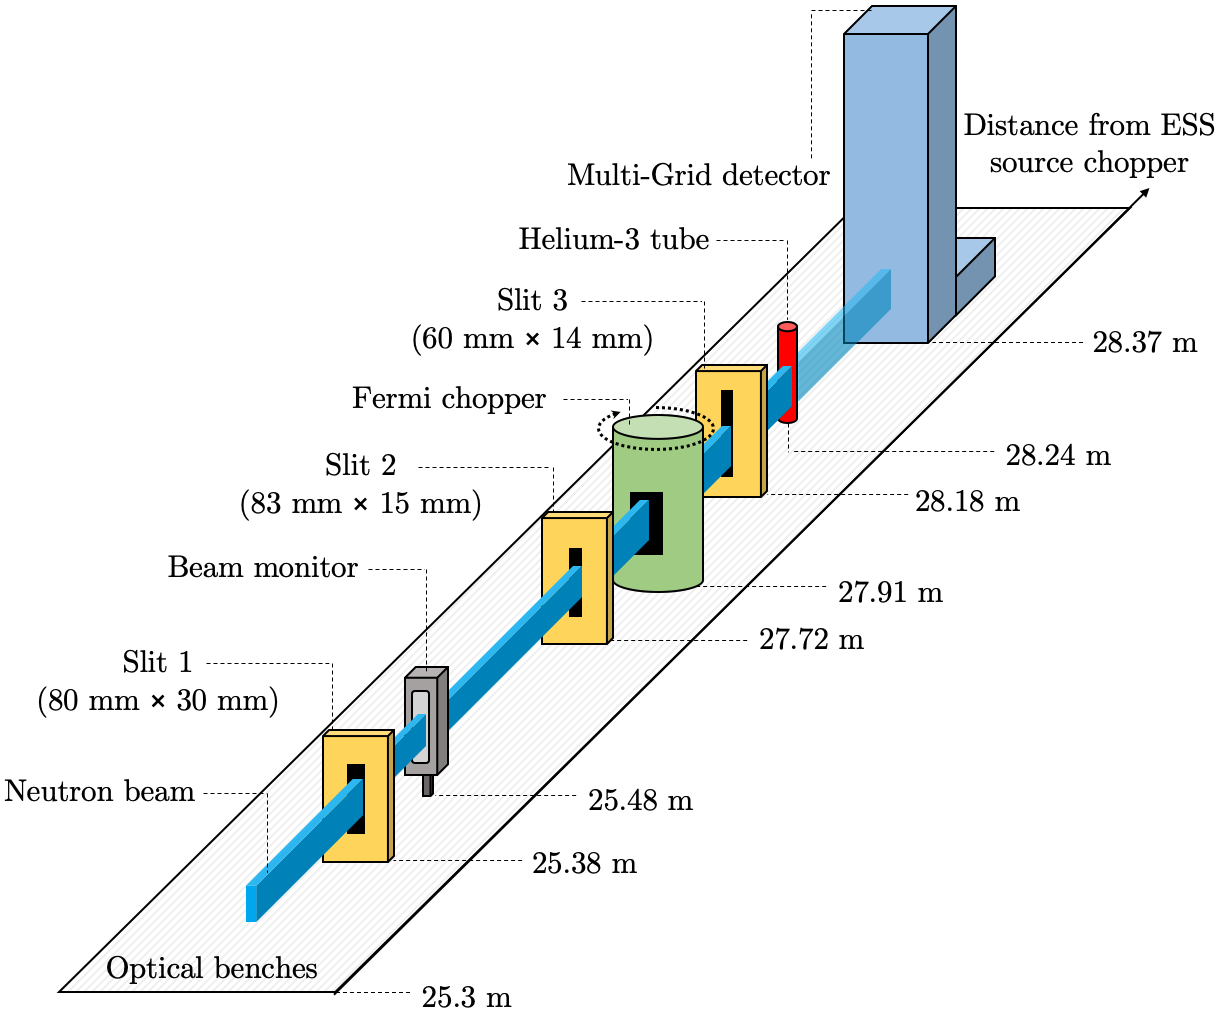 Distance from ESS
source chopper
Multi-Grid detector
Helium-3 tube
Slit 3
(60 mm × 14 mm)
28.37 m
Fermi chopper
28.24 m
Slit 2
(83 mm × 15 mm)
28.18 m
Beam monitor
27.91 m
27.72 m
Slit 1
(80 mm × 30 mm)
Neutron beam
25.48 m
25.38 m
Optical benches
25.3 m